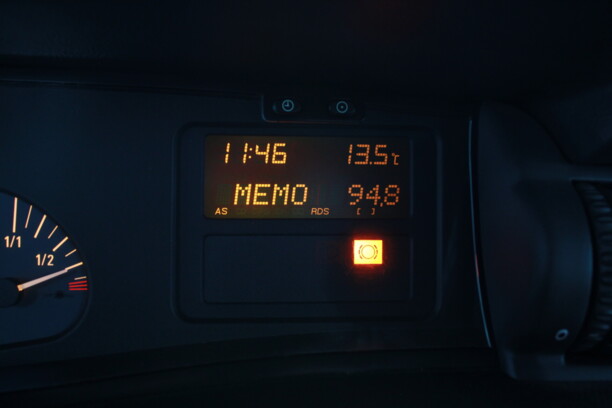 11:46 13.5℃
MEMO 94,8
AS RDS [ ]
1/1
1/2